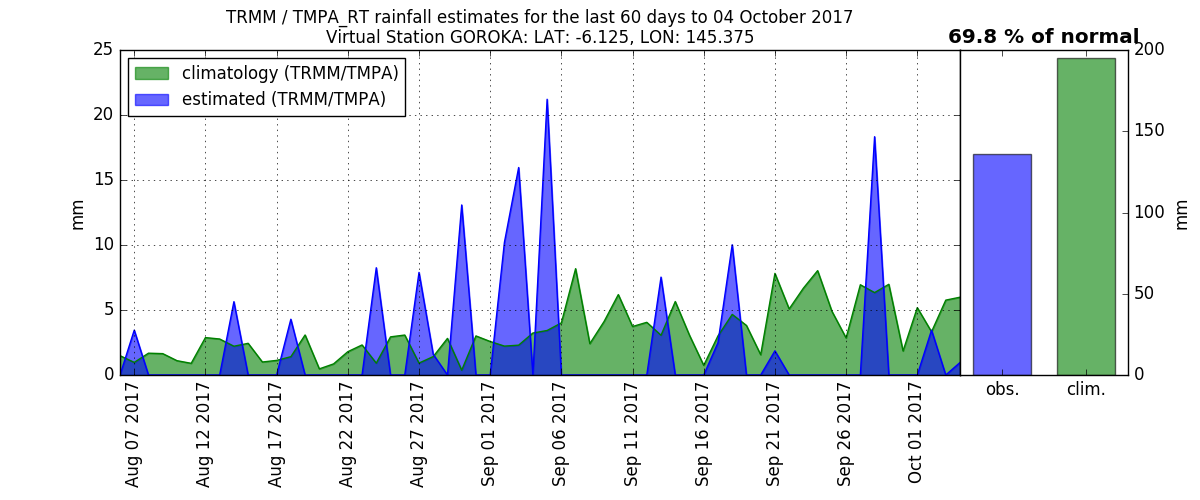 TRMM / TMPA_RT rainfall estimates for the last 60 days to 04 October 2017
Virtual Station GOROKA: LAT: -6.125, LON: 145.375
69.8 % of normal
climatology (TRMM/TMPA)
estimated (TRMM/TMPA)
25
20
15
10
5
0
mm
Aug 07 2017
Aug 12 2017
Aug 17 2017
Aug 22 2017
Aug 27 2017
Sep 01 2017
Sep 06 2017
Sep 11 2017
Sep 16 2017
Sep 21 2017
Sep 26 2017
Oct 01 2017
obs.
clim.
200
150
100
50
0
mm